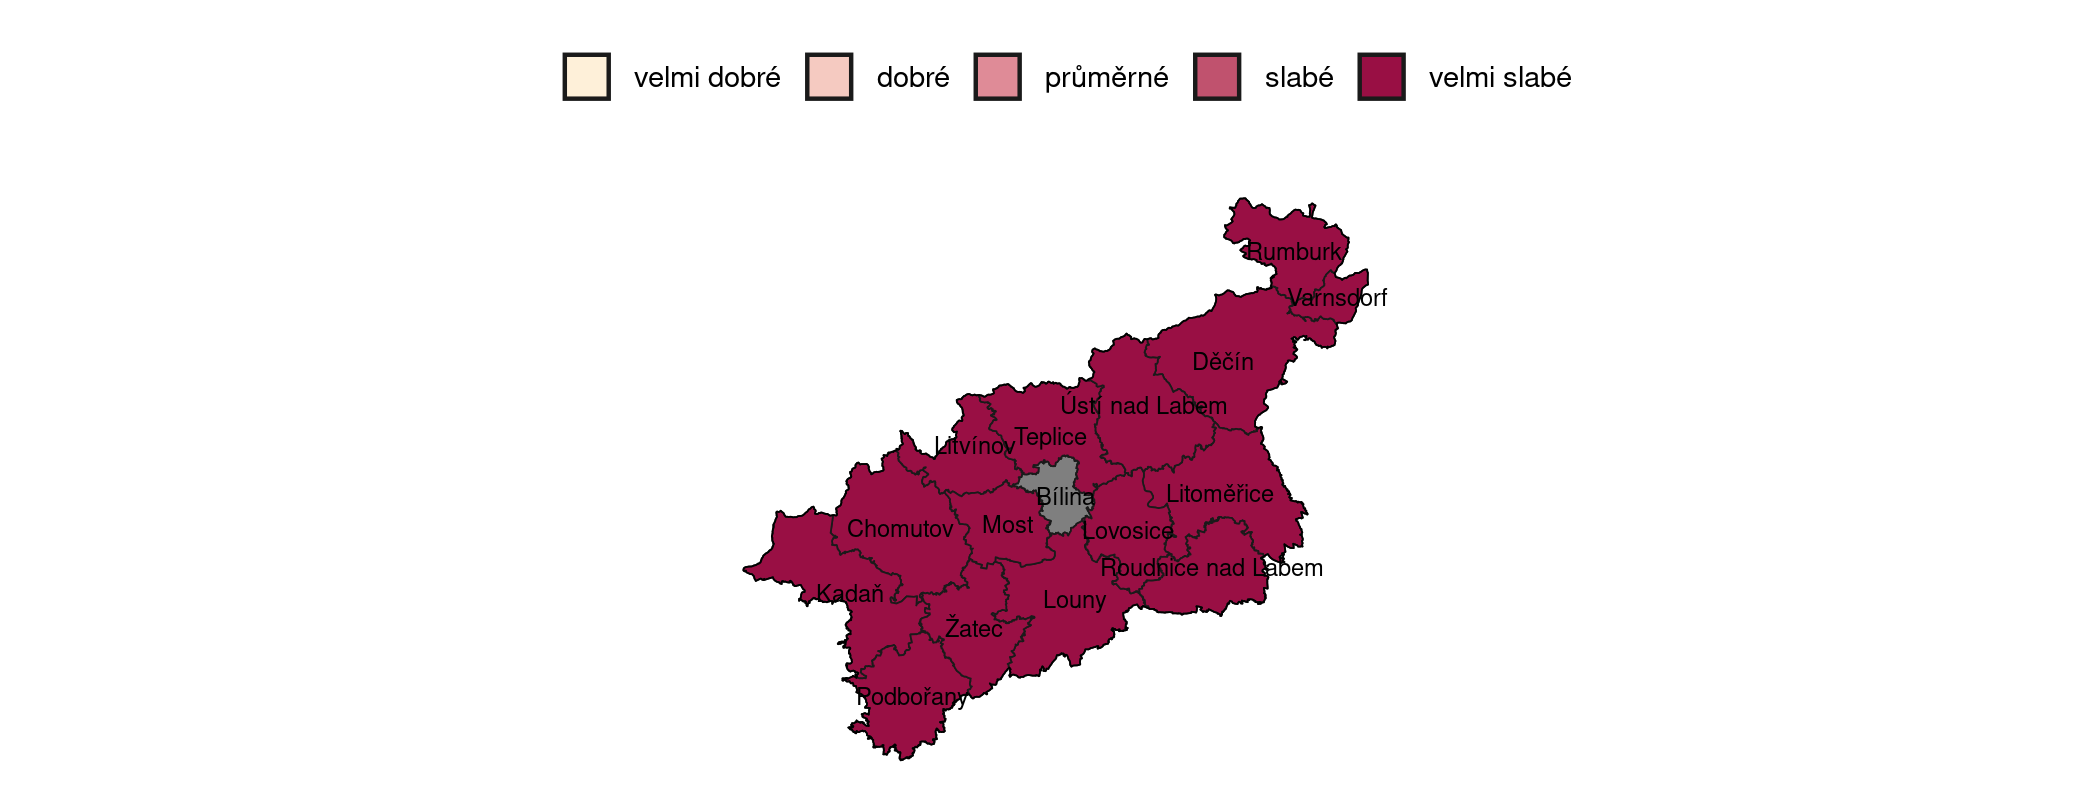 velmi dobré dobré průměrné slabé velmi slabé
Rumburk
Varnsdorf
Děčín
Ústí nad Labem
Teplice
Litvínov
Bílina
Litoměřice
Most
Chomutov
Lovosice
Roudnice nad Labem
Kadaň
Louny
Žatec
Podbořany